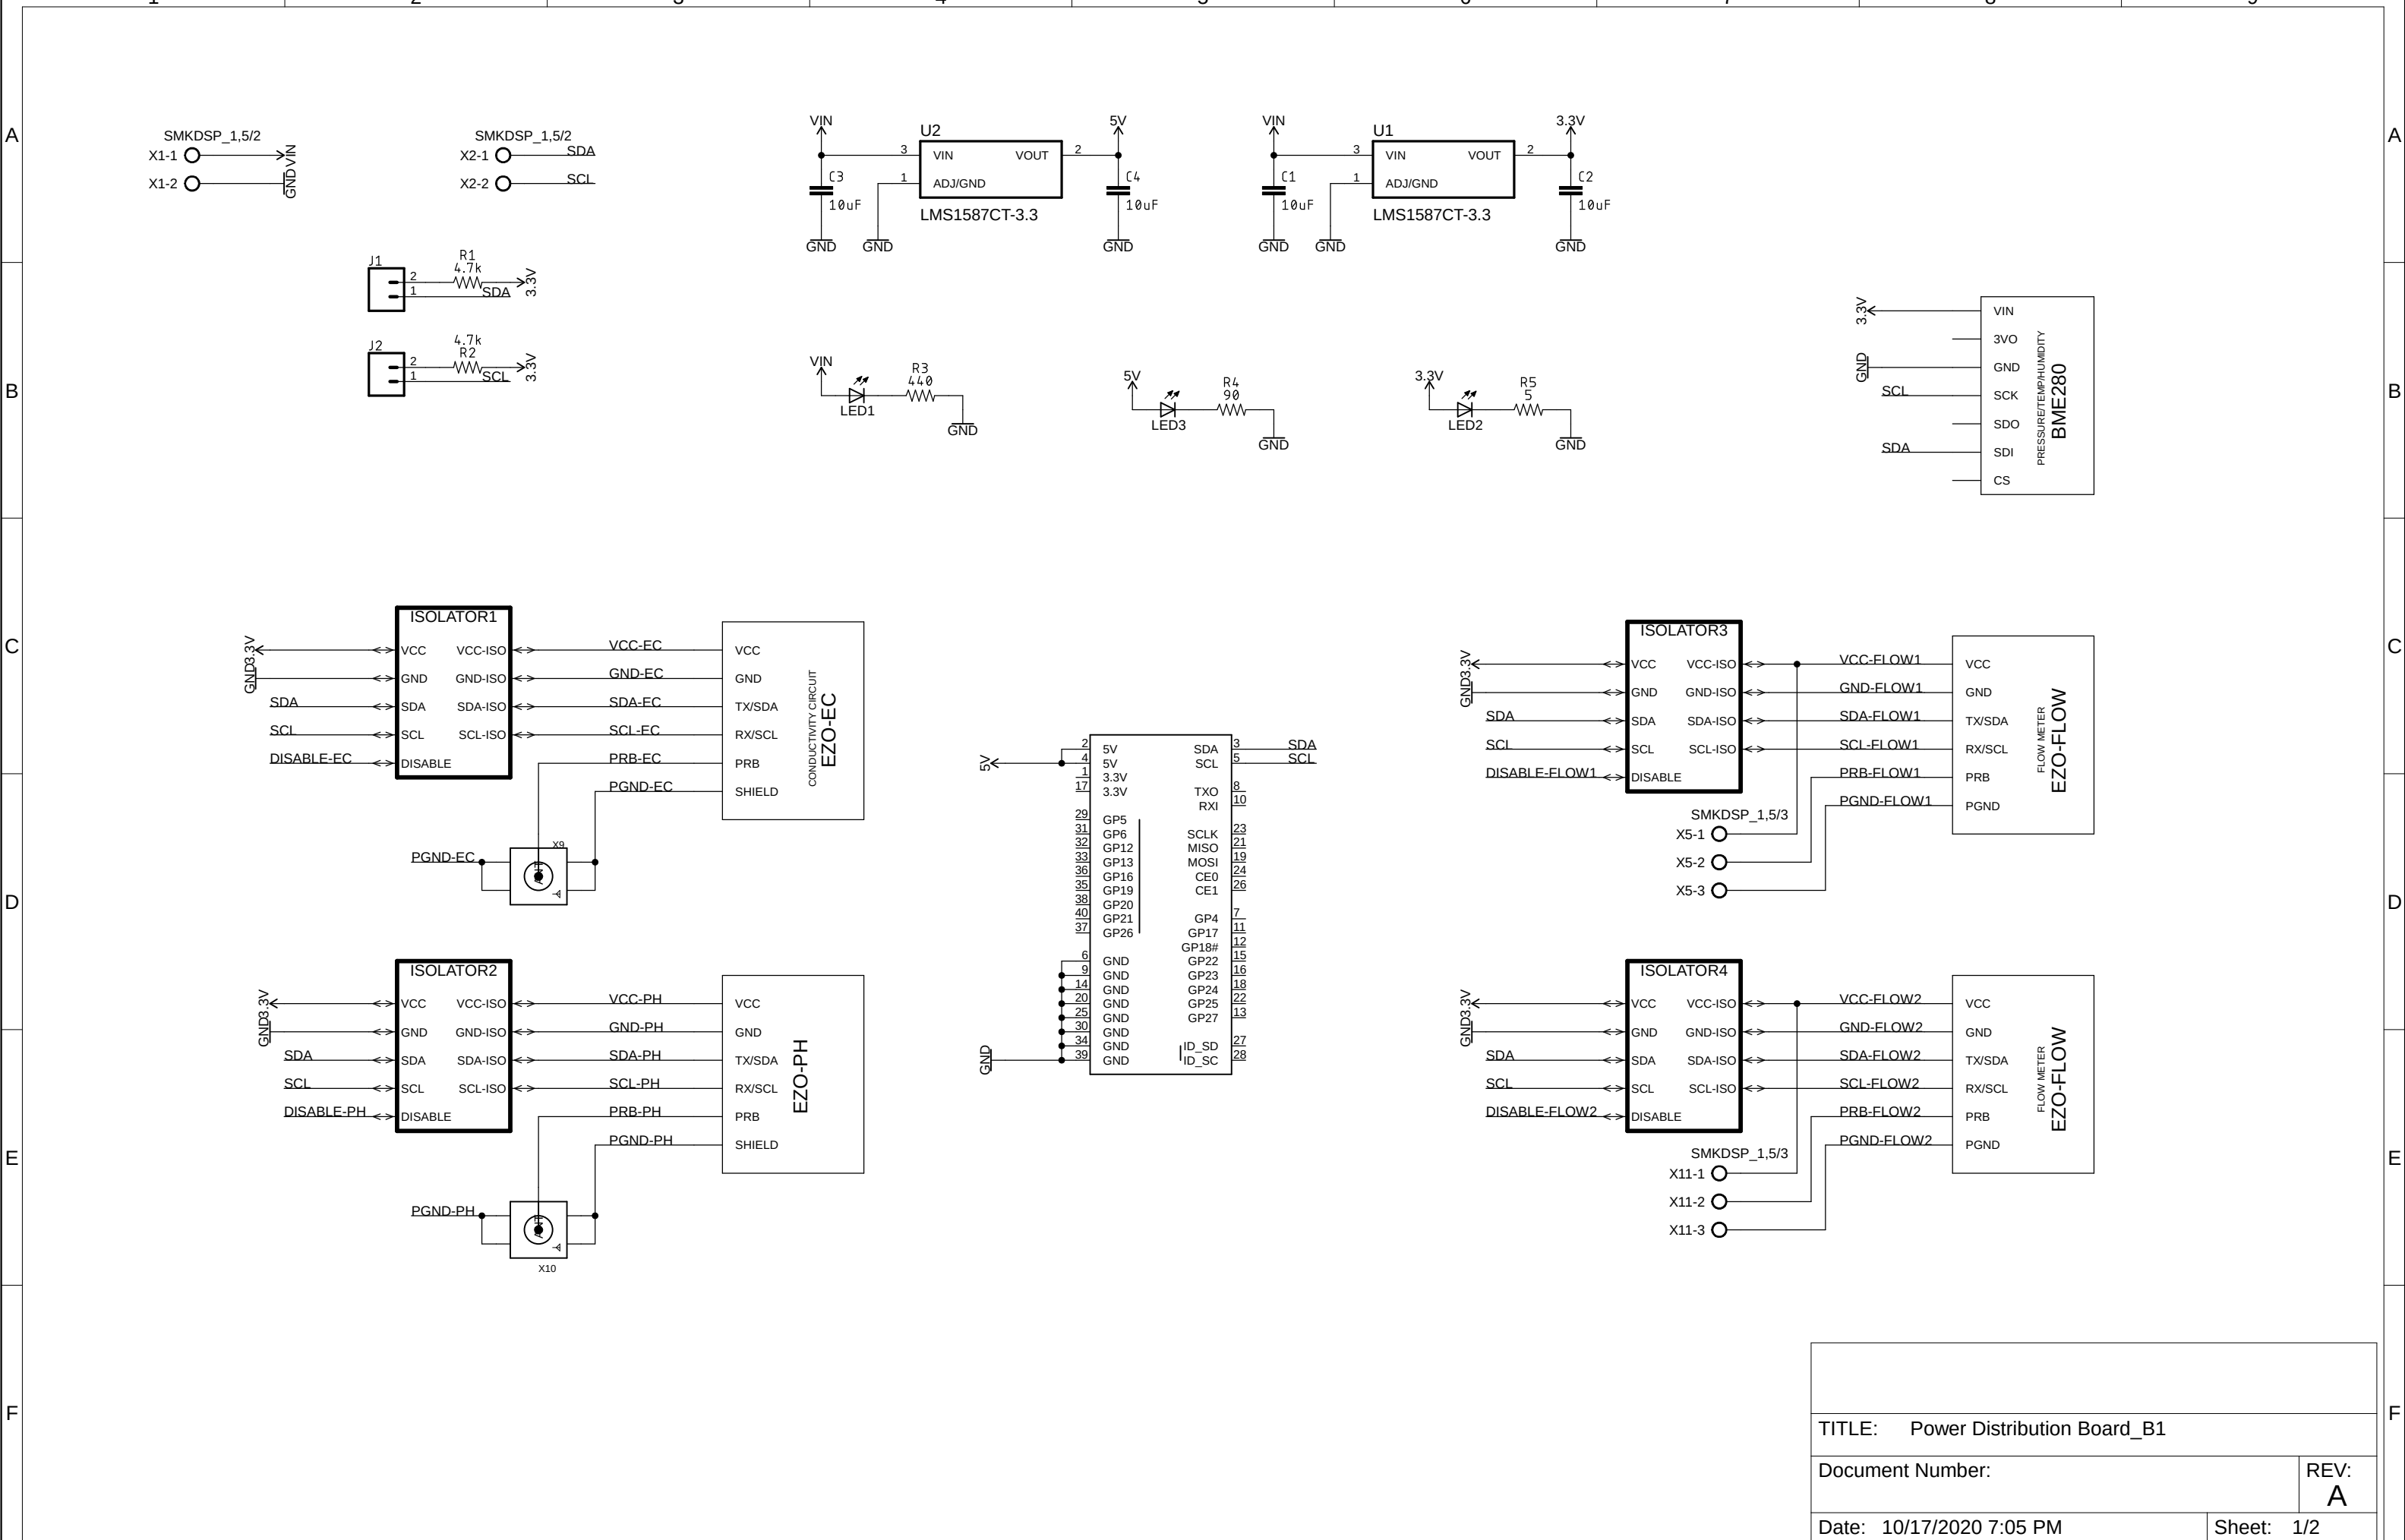 1 2 3 4 5 6 7 8 9
A
A
SMKDSP_1,5/2
X1-1
VIN
X1-2
GND
SMKDSP_1,5/2
X2-1
SDA
X2-2
SCL
VIN
U2
5V
3 VIN VOUT 2
C3
10uF
1 ADJ/GND
C4
10uF
LMS1587CT-3.3
GND GND GND
VIN
U1
3.3V
3 VIN VOUT 2
C1
10uF
1 ADJ/GND
C2
10uF
LMS1587CT-3.3
GND GND GND
B
B
J1
R1
4.7k
2
1
SDA
3.3V
J2
4.7k
R2
2
1
SCL
3.3V
VIN
LED1
R3
440
GND
5V
LED3
R4
90
GND
3.3V
LED2
R5
5
GND
3.3V
VIN
3VO
GND
GND
SCL
SCK
SDO
SDA
SDI
CS
PRESSURE/TEMP/HUMIDITY
BME280
C
C
ISOLATOR1
3.3V
VCC VCC-ISO VCC-EC VCC
GND
GND GND-ISO GND-EC GND
SDA SDA SDA-ISO SDA-EC TX/SDA
SCL SCL SCL-ISO SCL-EC RX/SCL
DISABLE-EC DISABLE PRB-EC PRB
PGND-EC SHIELD
CONDUCTIVITY CIRCUIT
EZO-EC
X9
PGND-EC
ANT
5V
2 5V SDA 3 SDA
4 5V SCL 5 SCL
1 3.3V
17 3.3V TXO 8
RXI 10
29 GP5
31 GP6 SCLK 23
32 GP12 MISO 21
33 GP13 MOSI 19
36 GP16 CE0 24
35 GP19 CE1 26
38 GP20
40 GP21 GP4 7
37 GP26 GP17 11
GP18# 12
6 GND GP22 15
9 GND GP23 16
14 GND GP24 18
20 GND GP25 22
25 GND GP27 13
30 GND
34 GND ID_SD 27
39 GND ID_SC 28
GND
ISOLATOR3
3.3V
VCC VCC-ISO VCC-FLOW1 VCC
GND
GND GND-ISO GND-FLOW1 GND
SDA SDA SDA-ISO SDA-FLOW1 TX/SDA
SCL SCL SCL-ISO SCL-FLOW1 RX/SCL
DISABLE-FLOW1 DISABLE PRB-FLOW1 PRB
PGND-FLOW1 PGND
FLOW METER
EZO-FLOW
SMKDSP_1,5/3
X5-1
X5-2
X5-3
D
D
ISOLATOR2
3.3V
VCC VCC-ISO VCC-PH VCC
GND
GND GND-ISO GND-PH GND
SDA SDA SDA-ISO SDA-PH TX/SDA
SCL SCL SCL-ISO SCL-PH RX/SCL
DISABLE-PH DISABLE PRB-PH PRB
PGND-PH SHIELD
EZO-PH
PGND-PH
ANT
X10
ISOLATOR4
3.3V
VCC VCC-ISO VCC-FLOW2 VCC
GND
GND GND-ISO GND-FLOW2 GND
SDA SDA SDA-ISO SDA-FLOW2 TX/SDA
SCL SCL SCL-ISO SCL-FLOW2 RX/SCL
DISABLE-FLOW2 DISABLE PRB-FLOW2 PRB
PGND-FLOW2 PGND
FLOW METER
EZO-FLOW
SMKDSP_1,5/3
X11-1
X11-2
X11-3
E
E
F
F
TITLE: Power Distribution Board_B1
Document Number:
REV:
A
Date: 10/17/2020 7:05 PM
Sheet: 1/2